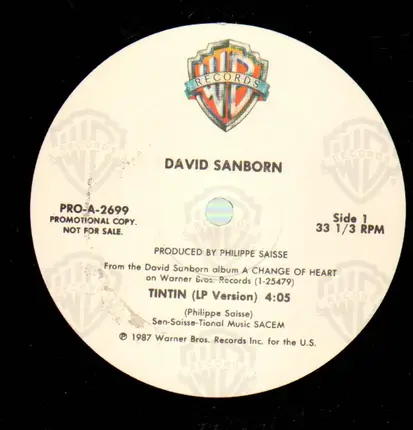 WB
RECORDS
DAVID SANBORN
PRO-A-2699
PROMOTIONAL COPY.
NOT FOR SALE.
Side 1
33 1/3 RPM
PRODUCED BY PHILIPPE SAISSE
From the David Sanborn album A CHANGE OF HEART
on Warner Bros. Records (1-25479)
TINTIN (LP Version) 4:05
(Philippe Saisse)
Sen-Saisse-Tional Music SACEM
℗ 1987 Warner Bros. Records Inc. for the U.S.